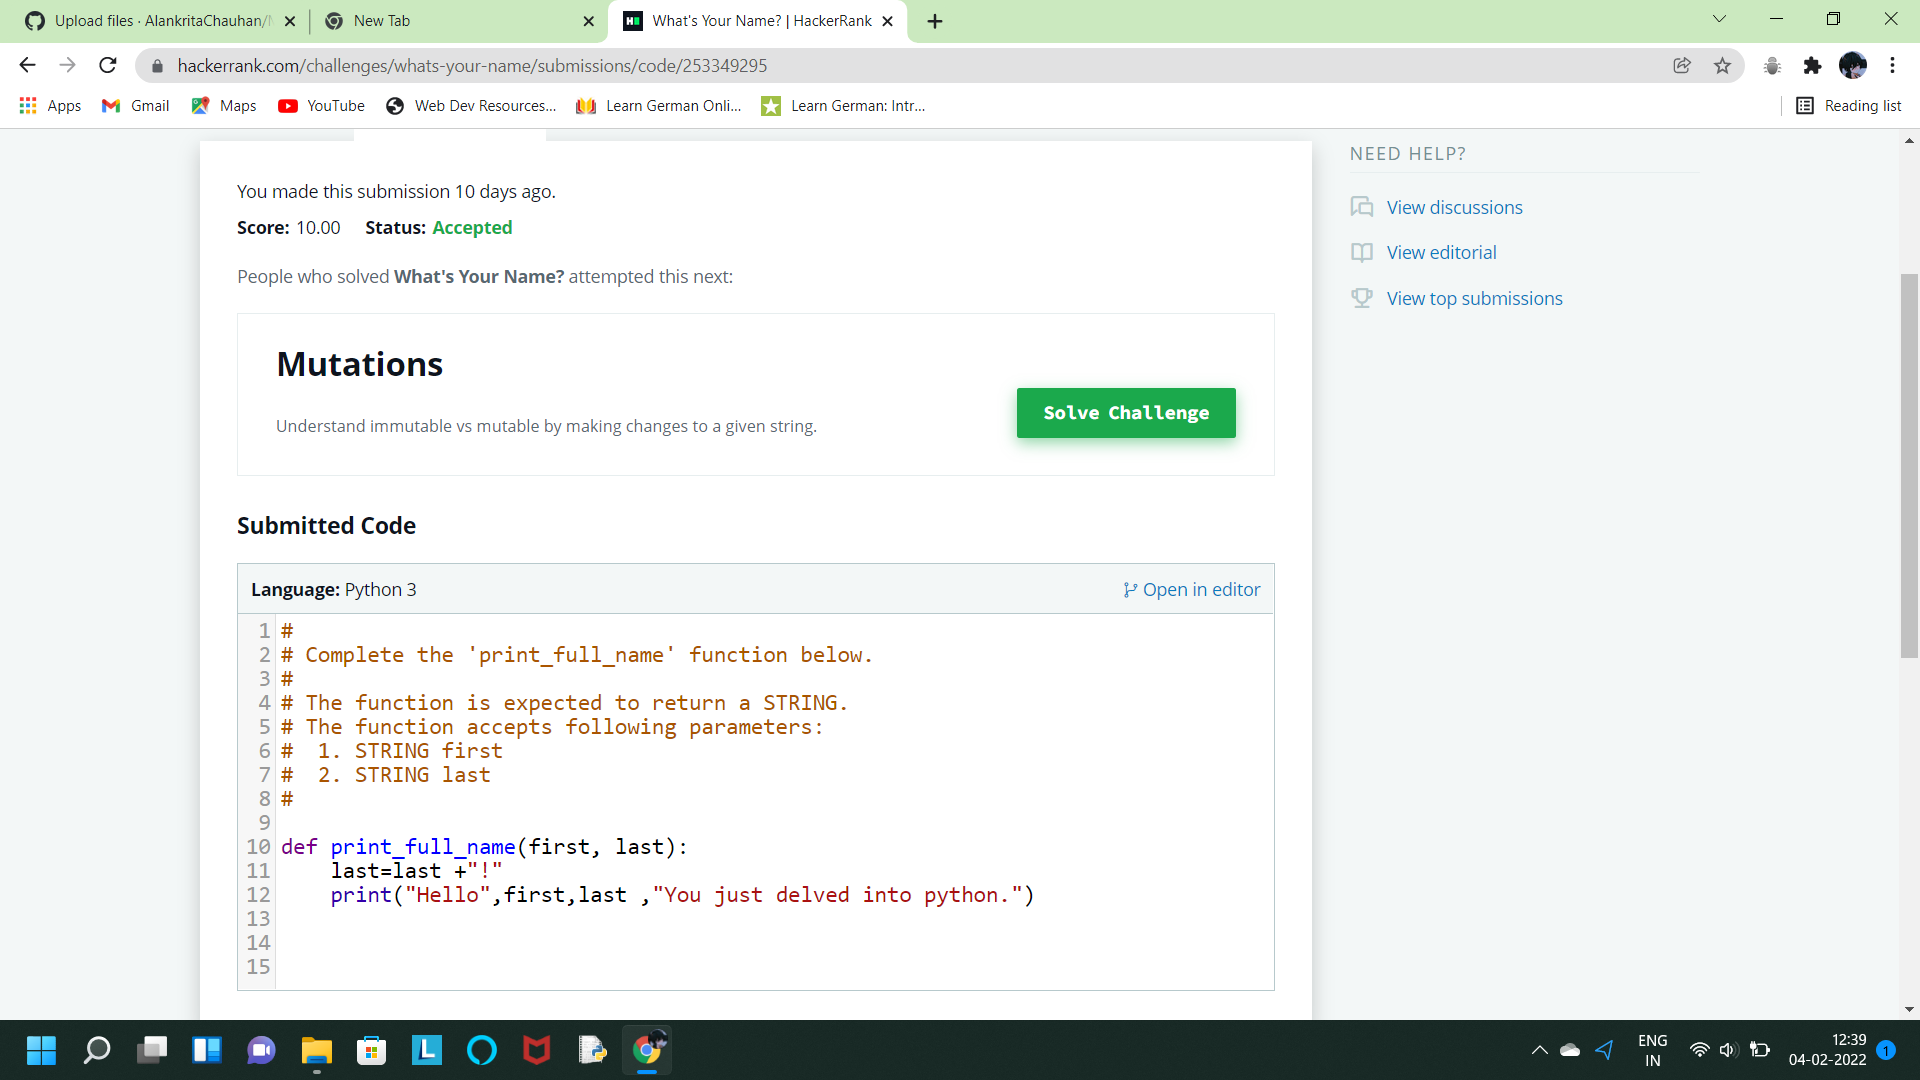 Upload files · AlankritaChauhan/
New Tab
What's Your Name? | HackerRank
hackerrank.com/challenges/whats-your-name/submissions/code/253349295
Apps
Gmail
Maps
YouTube
Web Dev Resources...
Learn German Onli...
Learn German: Intr...
Reading list
You made this submission 10 days ago.
Score: 10.00 Status: Accepted
People who solved What's Your Name? attempted this next:
Mutations
Understand immutable vs mutable by making changes to a given string.
Solve Challenge
Submitted Code
Language: Python 3
Open in editor
1 #
2 # Complete the 'print_full_name' function below.
3 #
4 # The function is expected to return a STRING.
5 # The function accepts following parameters:
6 #  1. STRING first
7 #  2. STRING last
8 #
9
10 def print_full_name(first, last):
11     last=last +"!"
12     print("Hello",first,last ,"You just delved into python.")
13
14
15
NEED HELP?
View discussions
View editorial
View top submissions
ENG
IN
12:39
04-02-2022
1